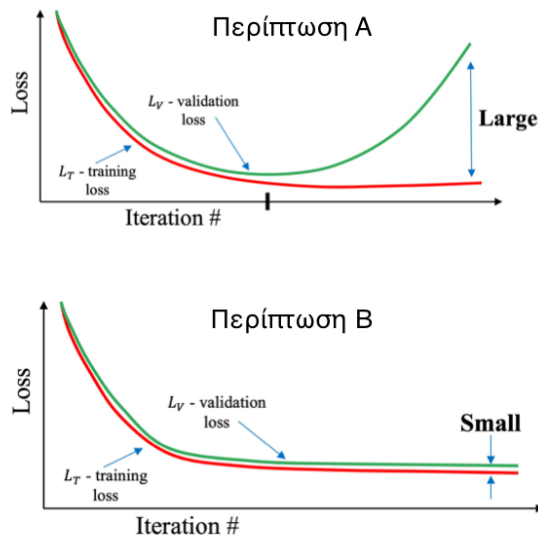 Περίπτωση Α
Loss
L_V - validation
loss
L_T - training
loss
Large
Iteration #
Περίπτωση Β
Loss
L_V - validation
loss
Small
L_T - training
loss
Iteration #